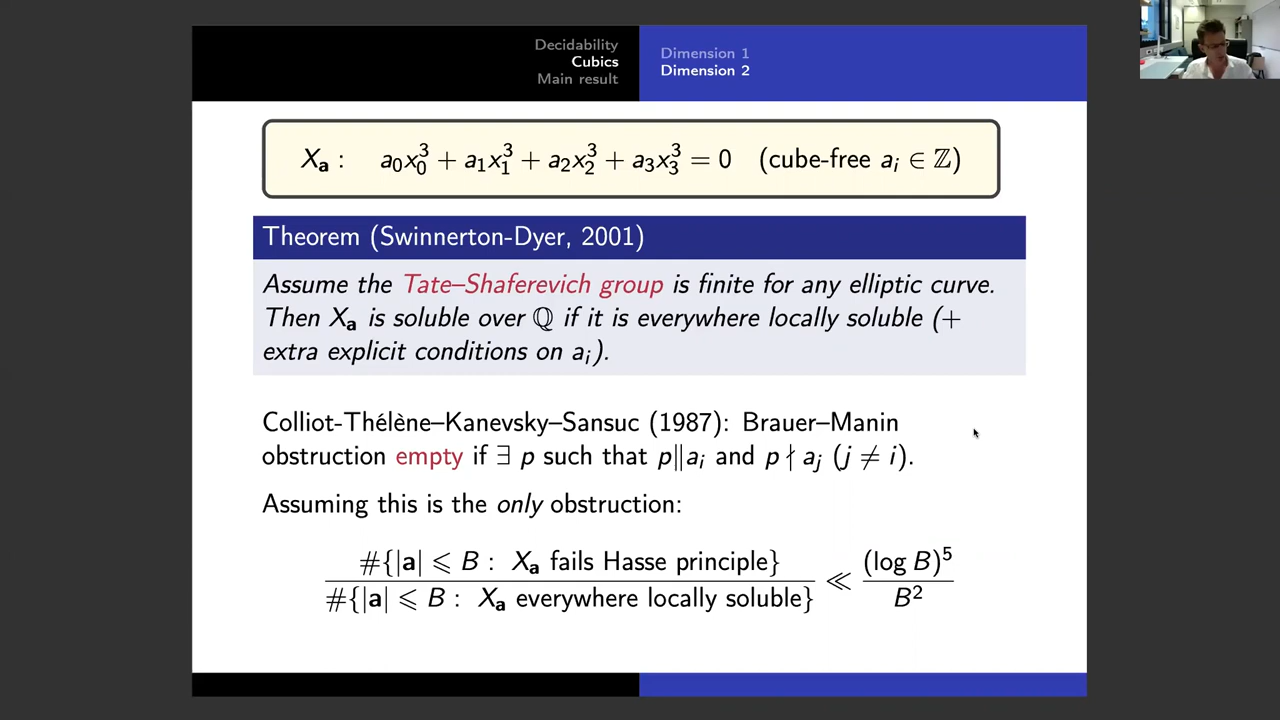 Decidability
Cubics
Main result
Dimension 1
Dimension 2
X_a : a_0x_0^3 + a_1x_1^3 + a_2x_2^3 + a_3x_3^3 = 0 (cube-free a_i ∈ ℤ)
Theorem (Swinnerton-Dyer, 2001)
Assume the Tate–Shaferevich group is finite for any elliptic curve.
Then X_a is soluble over ℚ if it is everywhere locally soluble (+
extra explicit conditions on a_i).
Colliot-Thélène–Kanevsky–Sansuc (1987): Brauer–Manin
obstruction empty if ∃ p such that p∥a_i and p ∤ a_j (j ≠ i).
Assuming this is the only obstruction:
#{|a| ⩽ B : X_a fails Hasse principle}
#{|a| ⩽ B : X_a everywhere locally soluble}
≪
(log B)^5
B^2